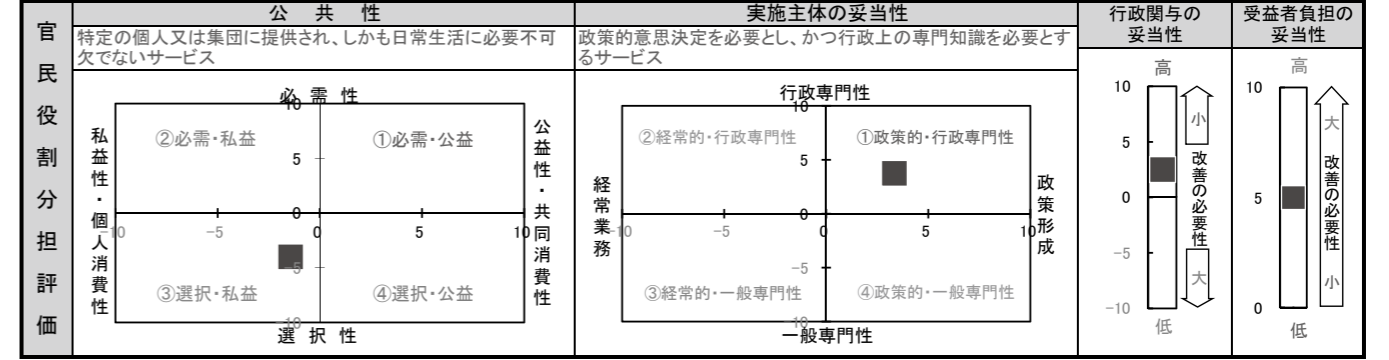 官民役割分担評価
公共性
特定の個人又は集団に提供され、しかも日常生活に必要不可
欠でないサービス
必需性
10
②必需・私益
①必需・公益
5
私益性・個人消費性
公益性・共同消費性
0
-10
-5
0
5
10
-5
③選択・私益
④選択・公益
-10
選択性
実施主体の妥当性
政策的意思決定を必要とし、かつ行政上の専門知識を必要とす
るサービス
行政専門性
10
②経常的・行政専門性
①政策的・行政専門性
5
経常業務
政策形成
0
-10
-5
0
5
10
-5
③経常的・一般専門性
④政策的・一般専門性
-10
一般専門性
行政関与の
妥当性
高
10
5
0
-5
-10
低
小
改善の必要性
大
受益者負担の
妥当性
高
10
5
0
低
大
改善の必要性
小